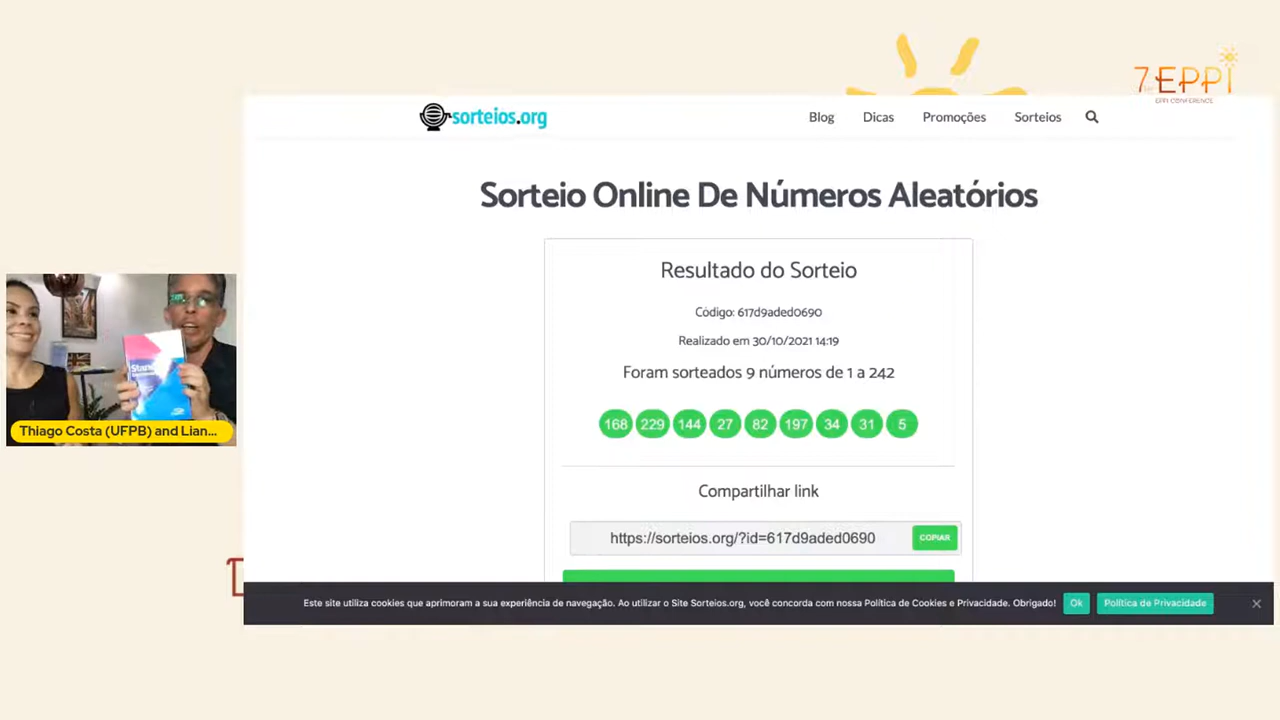 7 EPPI
EPPI CONFERENCE
sorteios.org
Blog
Dicas
Promoções
Sorteios
Sorteio Online De Números Aleatórios
Resultado do Sorteio
Código: 617d9aded0690
Realizado em 30/10/2021 14:19
Foram sorteados 9 números de 1 a 242
168 229 144 27 82 197 34 31 5
Compartilhar link
https://sorteios.org/?id=617d9aded0690
COPIAR
Thiago Costa (UFPB) and Lian...
Este site utiliza cookies que aprimoram a sua experiência de navegação. Ao utilizar o Site Sorteios.org, você concorda com nossa Política de Cookies e Privacidade. Obrigado!
Ok
Política de Privacidade